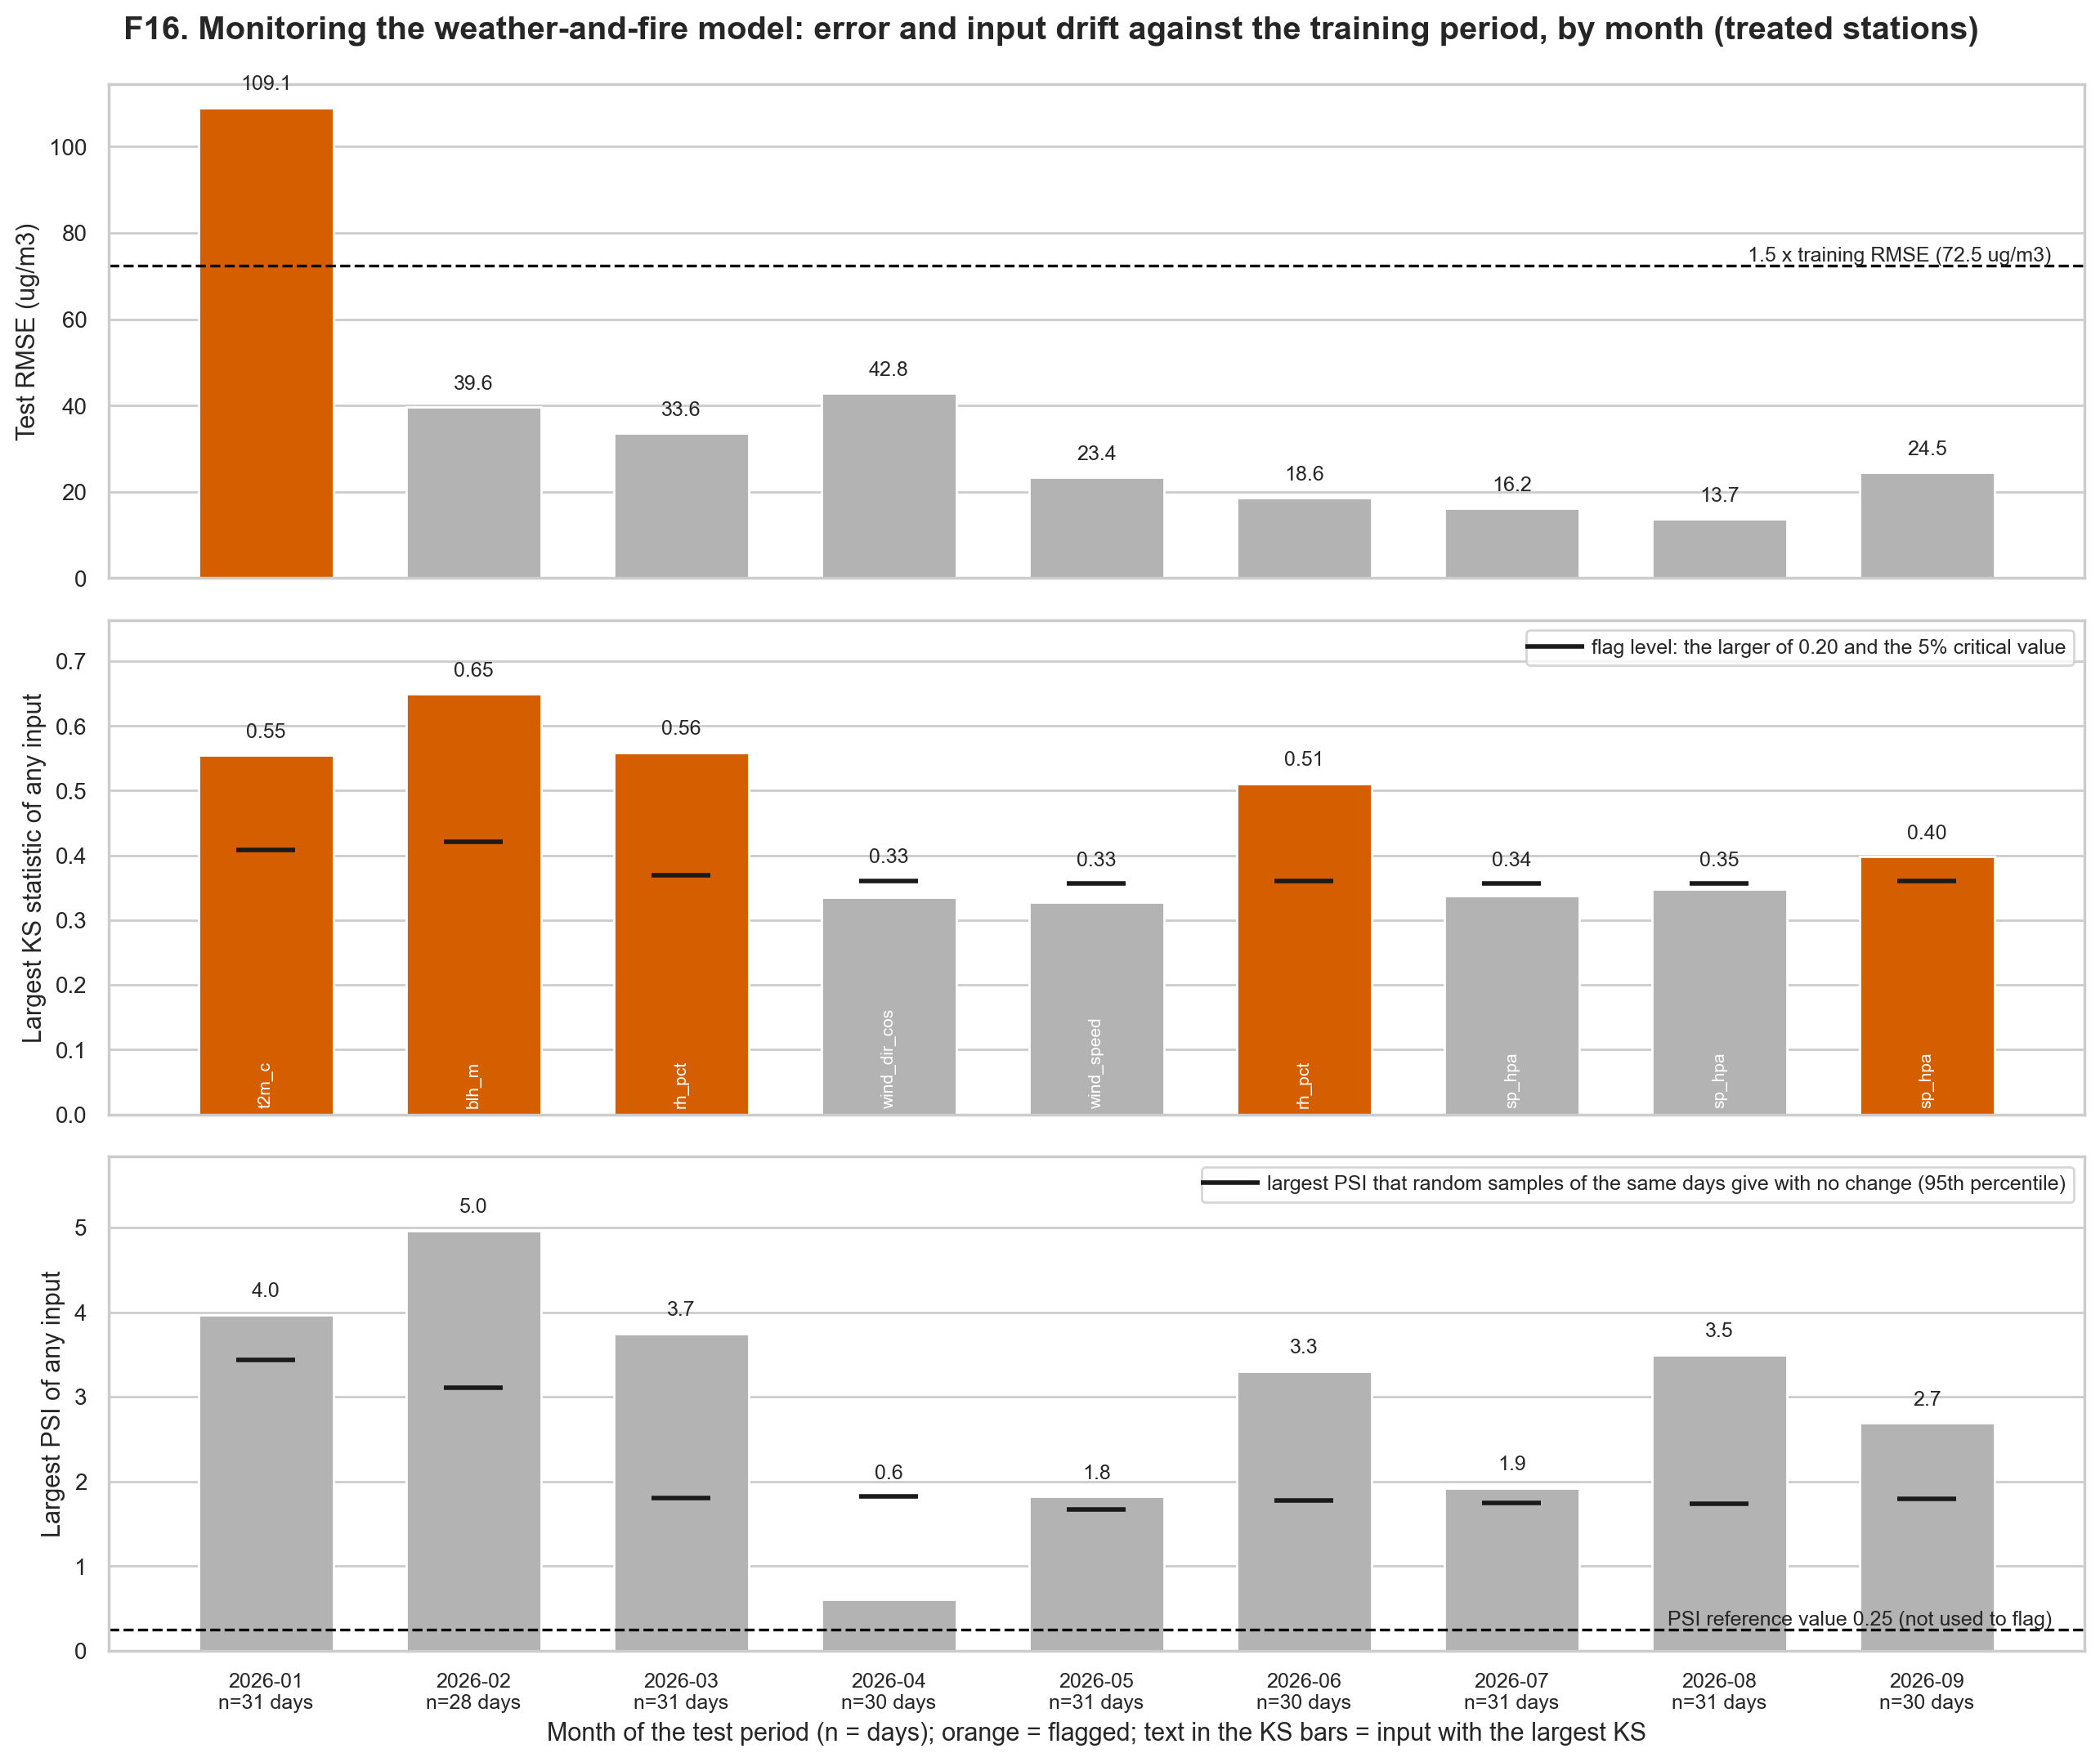 F16. Monitoring the weather-and-fire model: error and input drift against the training period, by month (treated stations)
Test RMSE (ug/m3)
100
80
60
40
20
0
109.1
39.6
33.6
42.8
23.4
18.6
16.2
13.7
24.5
1.5 x training RMSE (72.5 ug/m3)
Largest KS statistic of any input
0.7
0.6
0.5
0.4
0.3
0.2
0.1
0.0
flag level: the larger of 0.20 and the 5% critical value
0.55
0.65
0.56
0.33
0.33
0.51
0.34
0.35
0.40
t2m_c
blh_m
rh_pct
wind_dir_cos
wind_speed
rh_pct
sp_hpa
sp_hpa
sp_hpa
Largest PSI of any input
5
4
3
2
1
0
largest PSI that random samples of the same days give with no change (95th percentile)
4.0
5.0
3.7
0.6
1.8
3.3
1.9
3.5
2.7
PSI reference value 0.25 (not used to flag)
2026-01
n=31 days
2026-02
n=28 days
2026-03
n=31 days
2026-04
n=30 days
2026-05
n=31 days
2026-06
n=30 days
2026-07
n=31 days
2026-08
n=31 days
2026-09
n=30 days
Month of the test period (n = days); orange = flagged; text in the KS bars = input with the largest KS